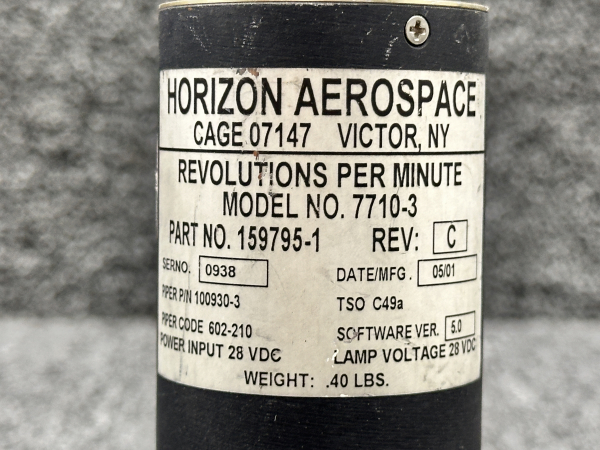 HORIZON AEROSPACE
CAGE 07147 VICTOR, NY
REVOLUTIONS PER MINUTE
MODEL NO. 7710-3
PART NO. 159795-1 REV: C
SERNO. 0938 DATE/MFG. 05/01
PIPER P/N 100930-3 TSO C49a
PIPER CODE 602-210 SOFTWARE VER. 5.0
POWER INPUT 28 VDC LAMP VOLTAGE 28 VDC
WEIGHT: .40 LBS.